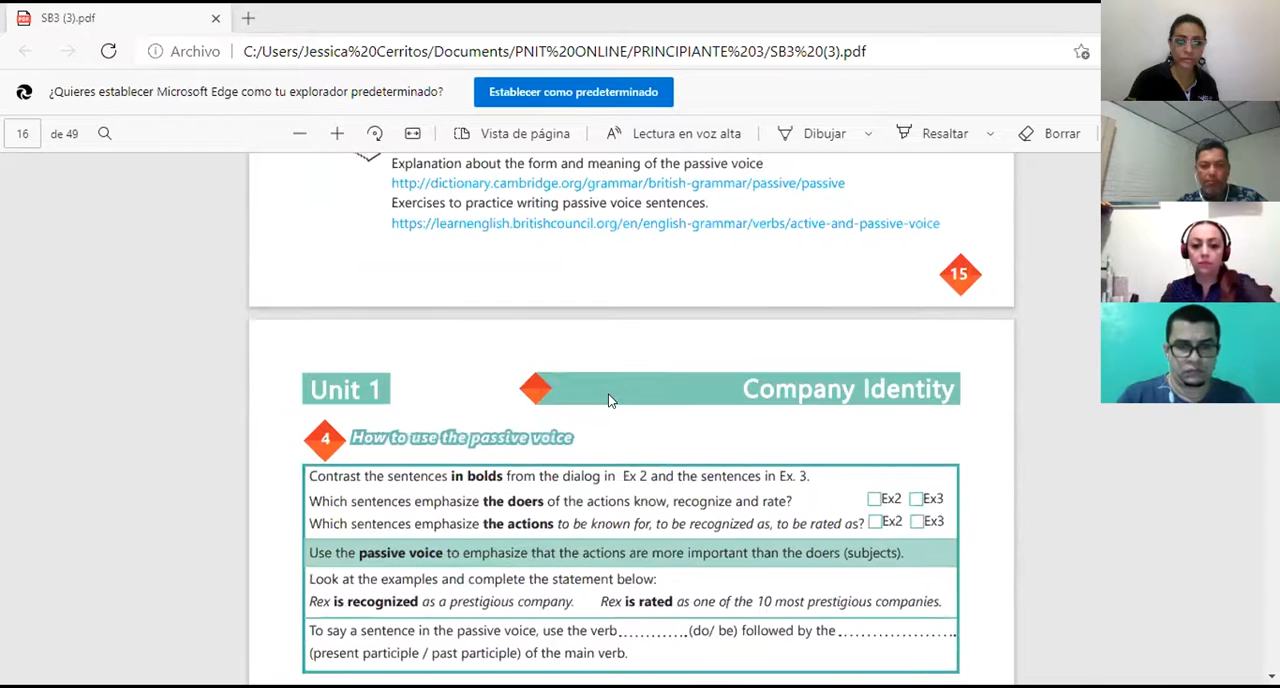 SB3 (3).pdf
Archivo
C:/Users/Jessica%20Cerritos/Documents/PNIT%20ONLINE/PRINCIPIANTE%203/SB3%20(3).pdf
¿Quieres establecer Microsoft Edge como tu explorador predeterminado?
Establecer como predeterminado
16 de 49
Vista de página
Lectura en voz alta
Dibujar
Resaltar
Borrar
Explanation about the form and meaning of the passive voice
http://dictionary.cambridge.org/grammar/british-grammar/passive/passive
Exercises to practice writing passive voice sentences.
https://learnenglish.britishcouncil.org/en/english-grammar/verbs/active-and-passive-voice
15
Unit 1
Company Identity
4 How to use the passive voice
Contrast the sentences in bolds from the dialog in Ex 2 and the sentences in Ex. 3.
Which sentences emphasize the doers of the actions know, recognize and rate? Ex2 Ex3
Which sentences emphasize the actions to be known for, to be recognized as, to be rated as? Ex2 Ex3
Use the passive voice to emphasize that the actions are more important than the doers (subjects).
Look at the examples and complete the statement below:
Rex is recognized as a prestigious company. Rex is rated as one of the 10 most prestigious companies.
To say a sentence in the passive voice, use the verb............(do/ be) followed by the .....................
(present participle / past participle) of the main verb.